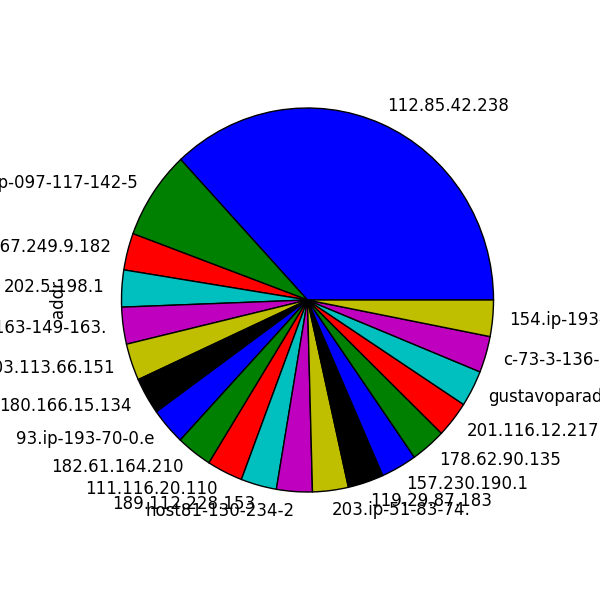 112.85.42.238
p-097-117-142-5
67.249.9.182
202.51.198.1
addr
163-149-163.
03.113.66.151
180.166.15.134
93.ip-193-70-0.e
182.61.164.210
111.116.20.110
189.112.228.153
host81-130-234-2
203.ip-51-83-74.
119.29.87.183
157.230.190.1
178.62.90.135
201.116.12.217
gustavoparad
c-73-3-136-
154.ip-193